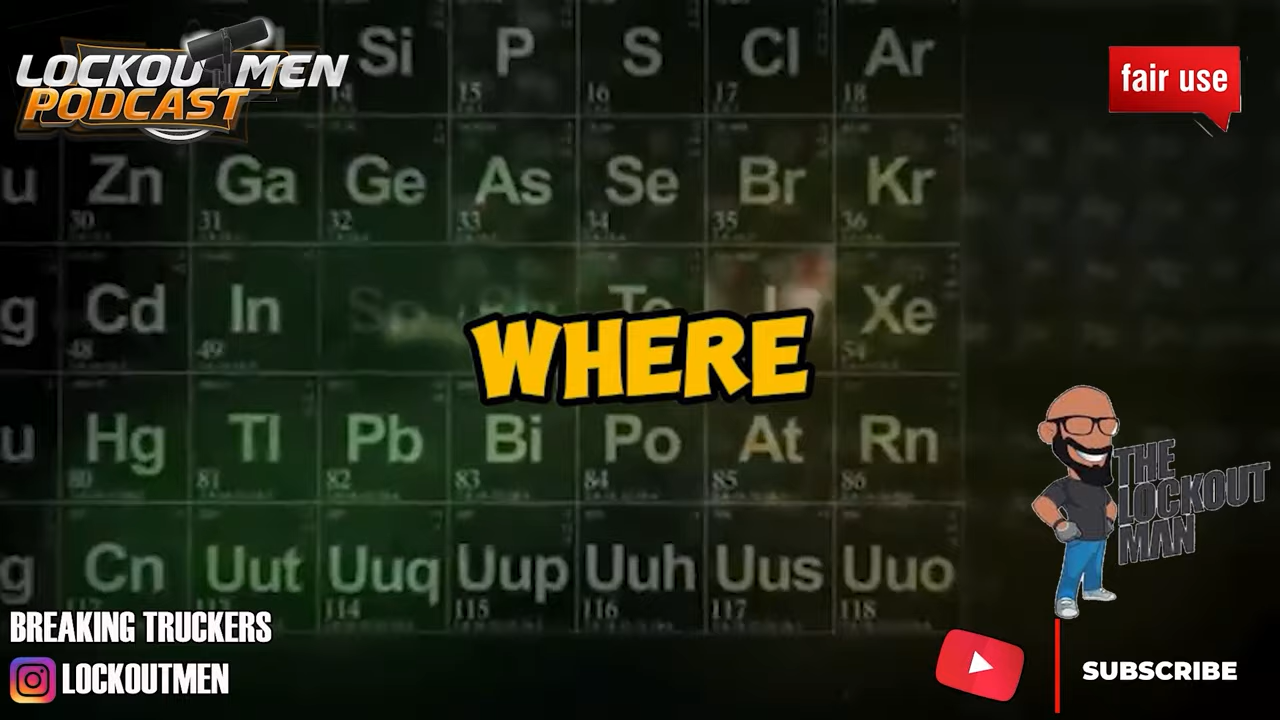 LOCKOU MEN
PODCAST
fair use
Si P S Cl Ar
14 15 16 17 18
u Zn Ga Ge As Se Br Kr
30 31 32 33 34 35 36
g Cd In Te I Xe
48 49 54
WHERE
u Hg Tl Pb Bi Po At Rn
80 81 82 83 84 85 86
g Cn Uut Uuq Uup Uuh Uus Uuo
114 115 116 117 118
THE
LOCKOUT
MAN
BREAKING TRUCKERS
LOCKOUTMEN
SUBSCRIBE